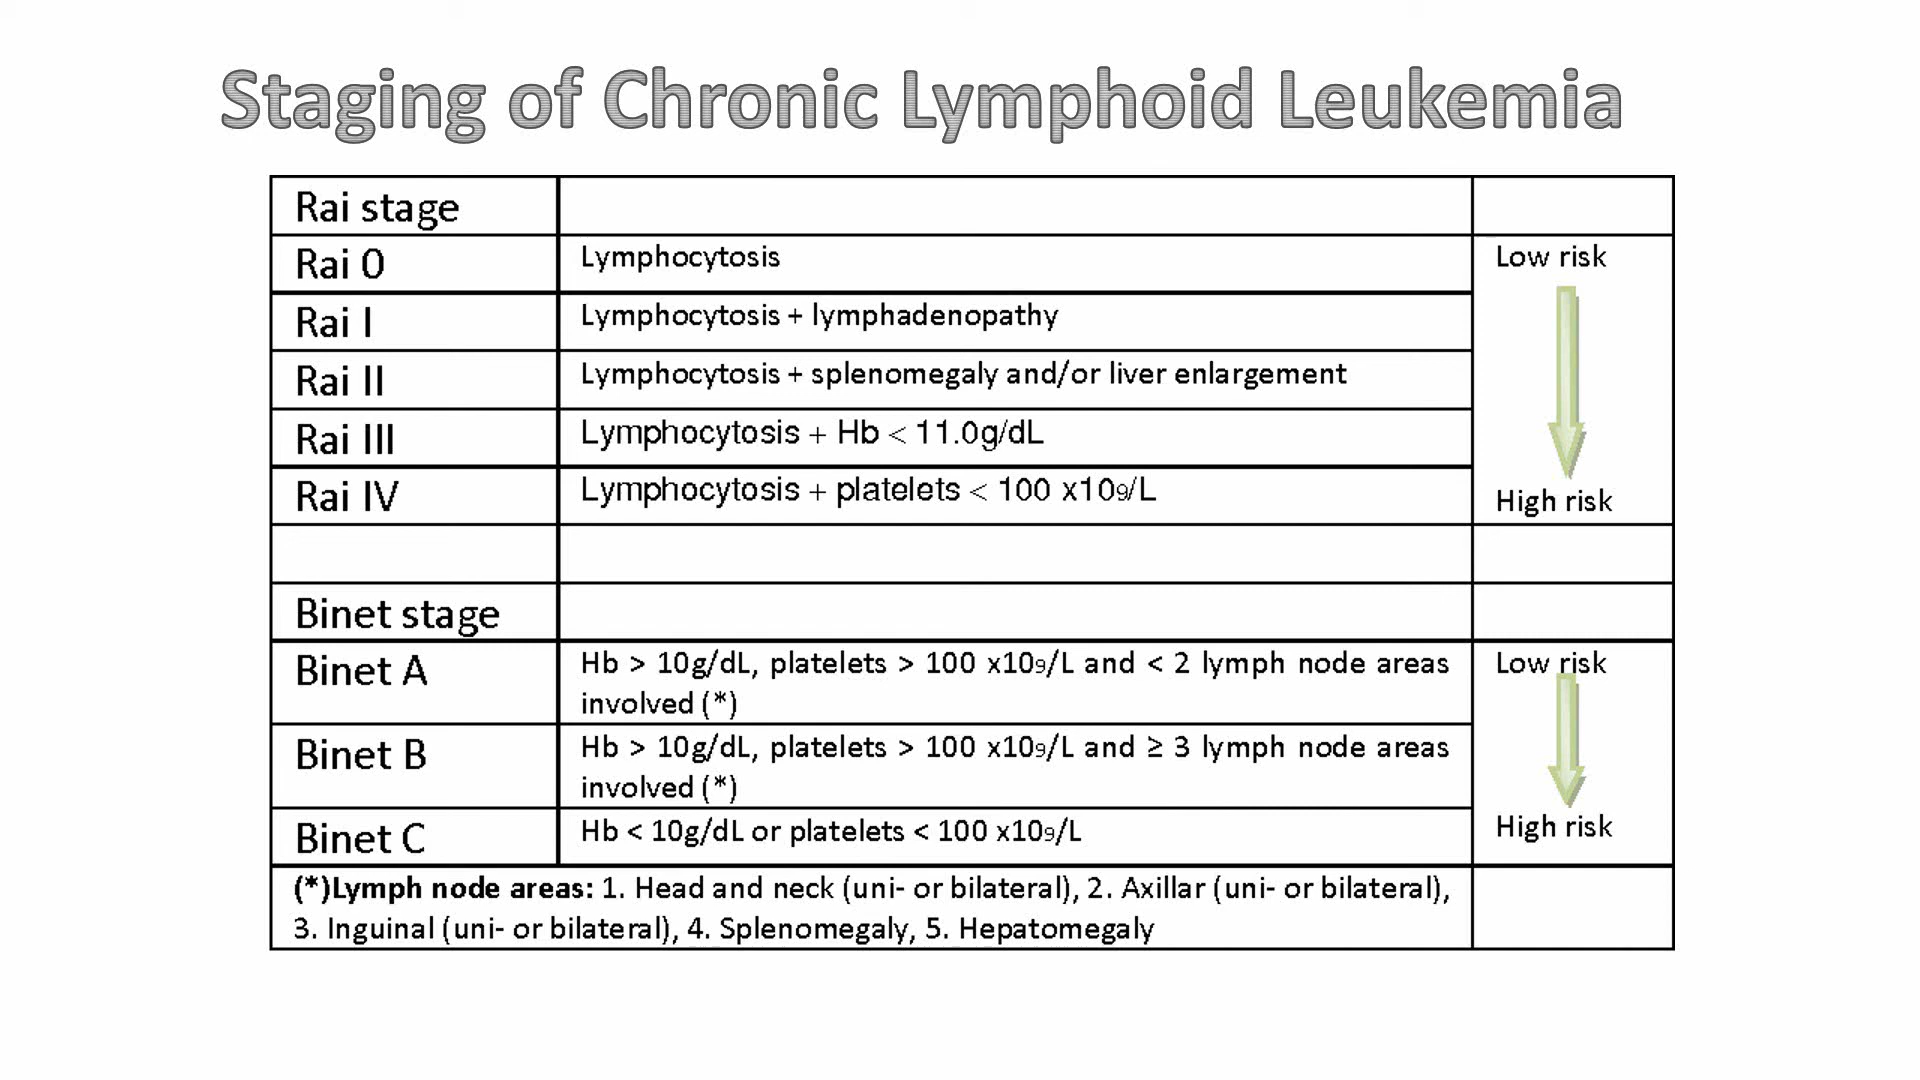 Staging of Chronic Lymphoid Leukemia
Rai stage
Rai 0 Lymphocytosis Low risk
Rai I Lymphocytosis + lymphadenopathy
Rai II Lymphocytosis + splenomegaly and/or liver enlargement
Rai III Lymphocytosis + Hb < 11.0g/dL
Rai IV Lymphocytosis + platelets < 100 x109/L High risk
Binet stage
Binet A Hb > 10g/dL, platelets > 100 x109/L and < 2 lymph node areas Low risk
involved (*)
Binet B Hb > 10g/dL, platelets > 100 x109/L and ≥ 3 lymph node areas
involved (*)
Binet C Hb < 10g/dL or platelets < 100 x109/L High risk
(*)Lymph node areas: 1. Head and neck (uni- or bilateral), 2. Axillar (uni- or bilateral),
3. Inguinal (uni- or bilateral), 4. Splenomegaly, 5. Hepatomegaly